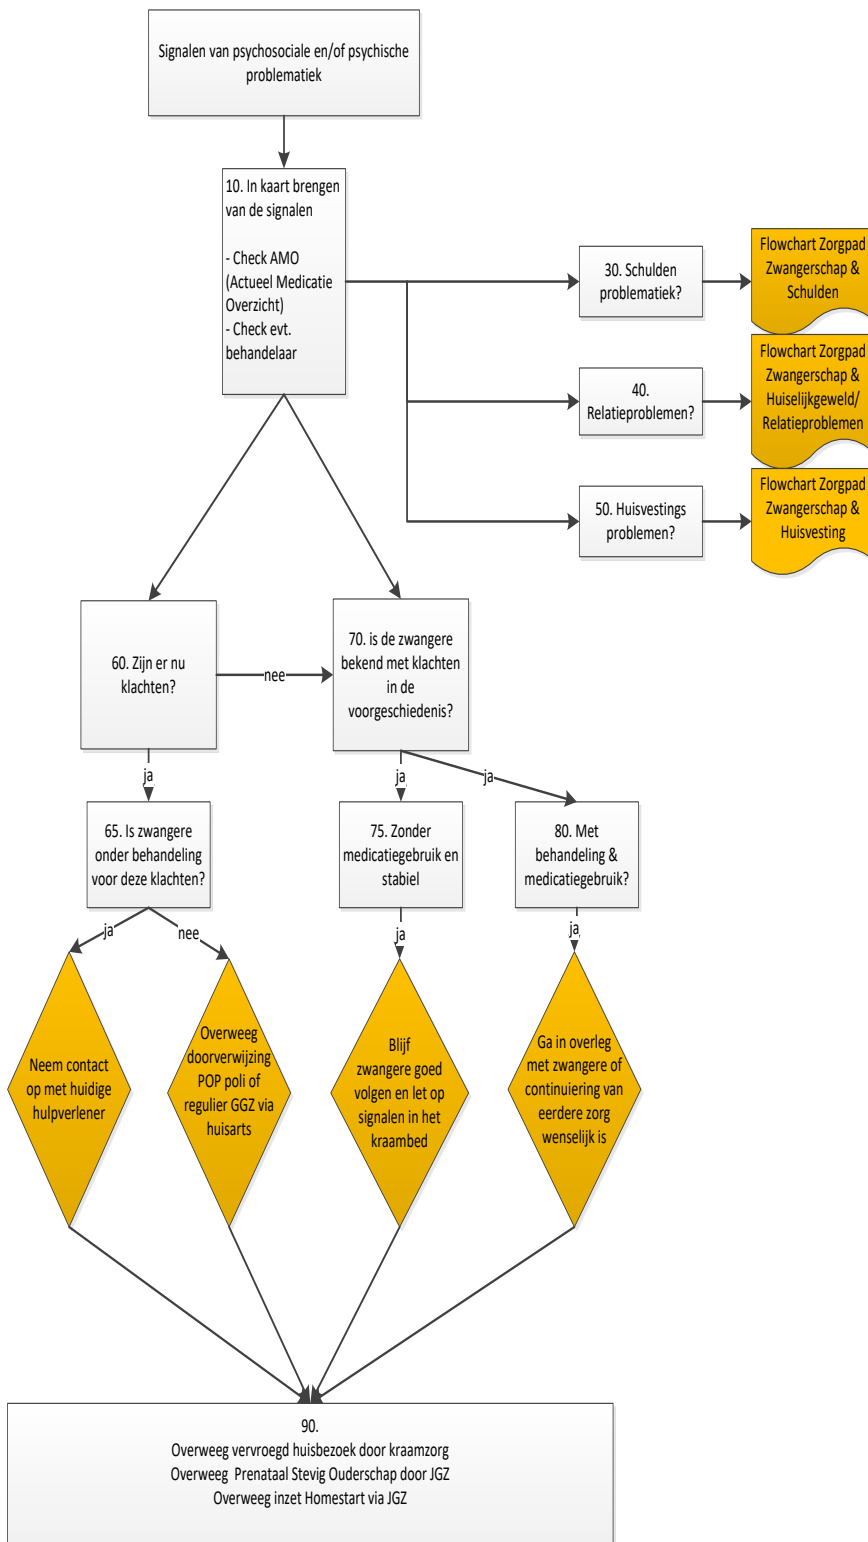 Signalen van psychosociale en/of psychische
problematiek
10. In kaart brengen
van de signalen
- Check AMO
(Actueel Medicatie
Overzicht)
- Check evt.
behandelaar
30. Schulden
problematiek?
Flowchart Zorgpad
Zwangerschap &
Schulden
40.
Relatieproblemen?
Flowchart Zorgpad
Zwangerschap &
Huiselijkgeweld/
Relatieproblemen
50. Huisvestings
problemen?
Flowchart Zorgpad
Zwangerschap &
Huisvesting
60. Zijn er nu
klachten?
nee
70. is de zwangere
bekend met klachten
in de
voorgeschiedenis?
ja
ja
ja
65. Is zwangere
onder behandeling
voor deze klachten?
75. Zonder
medicatiegebruik en
stabiel
80. Met
behandeling &
medicatiegebruik?
ja
nee
ja
ja
Neem contact
op met huidige
hulpverlener
Overweeg
doorverwijzing
POP poli of
regulier GGZ via
huisarts
Blijf
zwangere goed
volgen en let op
signalen in het
kraambed
Ga in overleg
met zwangere of
continuiering van
eerdere zorg
wenselijk is
90.
Overweeg vervroegd huisbezoek door kraamzorg
Overweeg Prenataal Stevig Ouderschap door JGZ
Overweeg inzet Homestart via JGZ